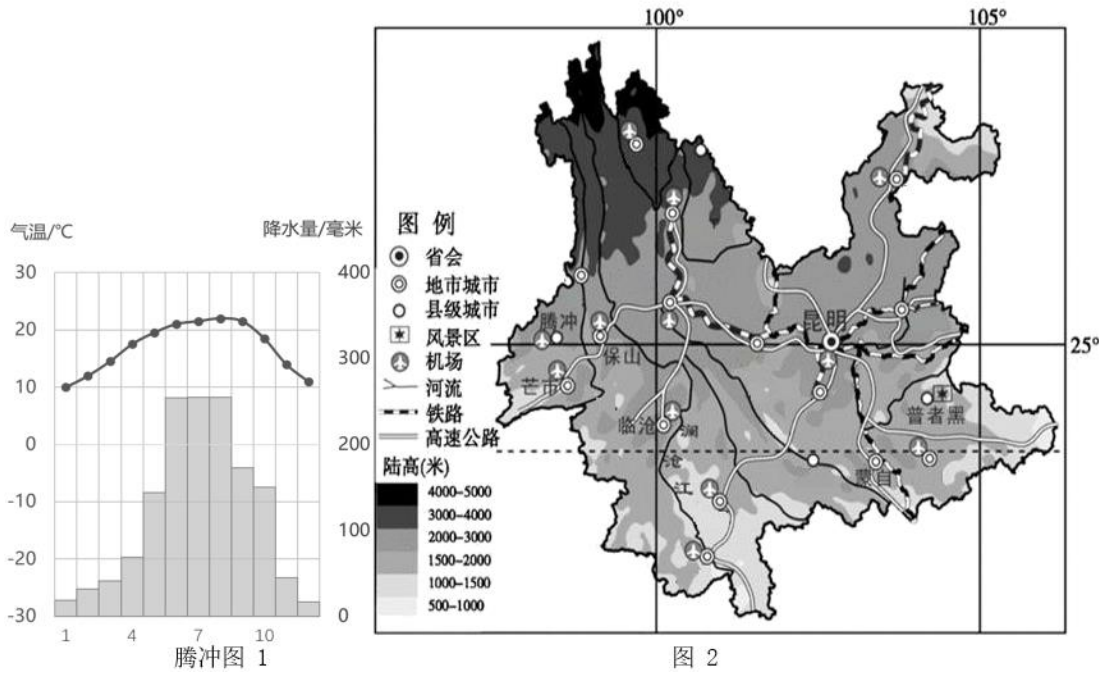 气温/℃ 降水量/毫米
30 400
20
300
10
0 200
-10
100
-20
-30 0
1 4 7 10
腾冲图 1
100° 105°
25°
图 例
省会
地市城市
县级城市
风景区
机场
河流
铁路
高速公路
陆高(米)
4000-5000
3000-4000
2000-3000
1500-2000
1000-1500
500-1000
昆明
腾冲
保山
芒市
临沧
澜
沧
江
普者黑
蒙自
图 2